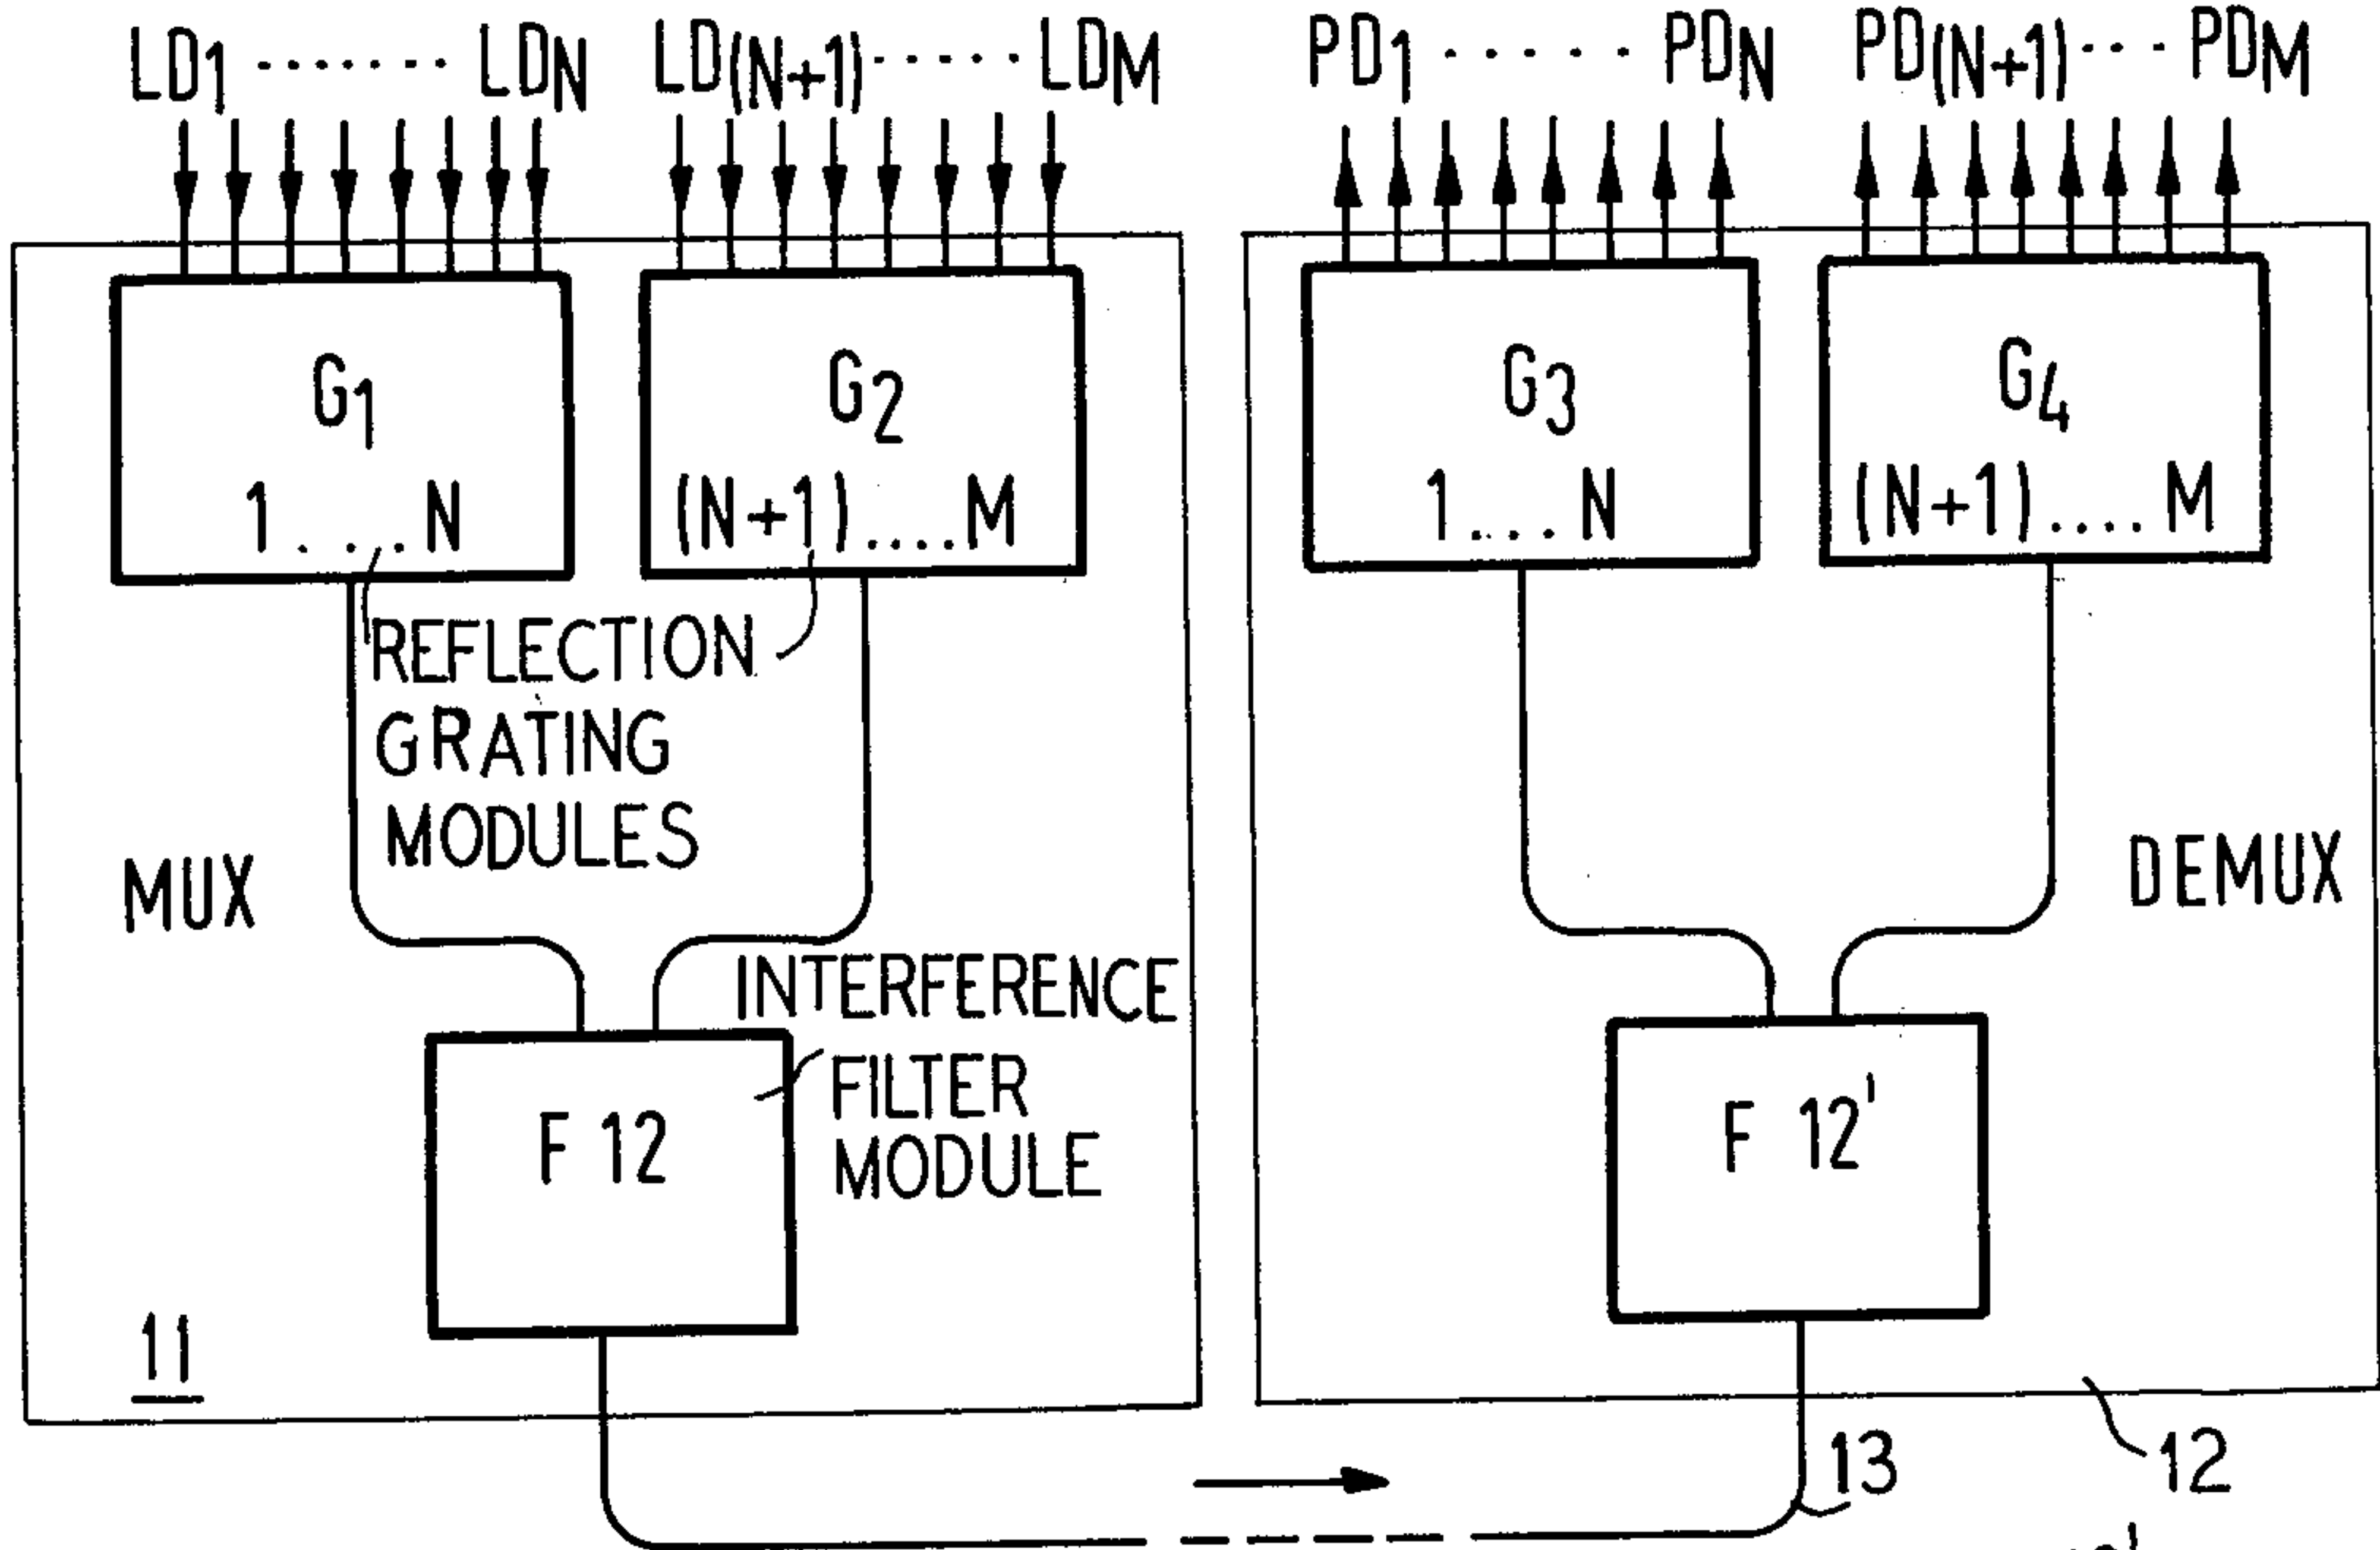 LD1 ....... LDN LD(N+1) ..... LDM PD1 ..... PDN PD(N+1) ... PDM
G1
1 .... N
G2
(N+1) .... M
G3
1 .... N
G4
(N+1) .... M
REFLECTION
GRATING
MODULES
MUX
DEMUX
INTERFERENCE
FILTER
MODULE
F 12
F 12'
11
13
12